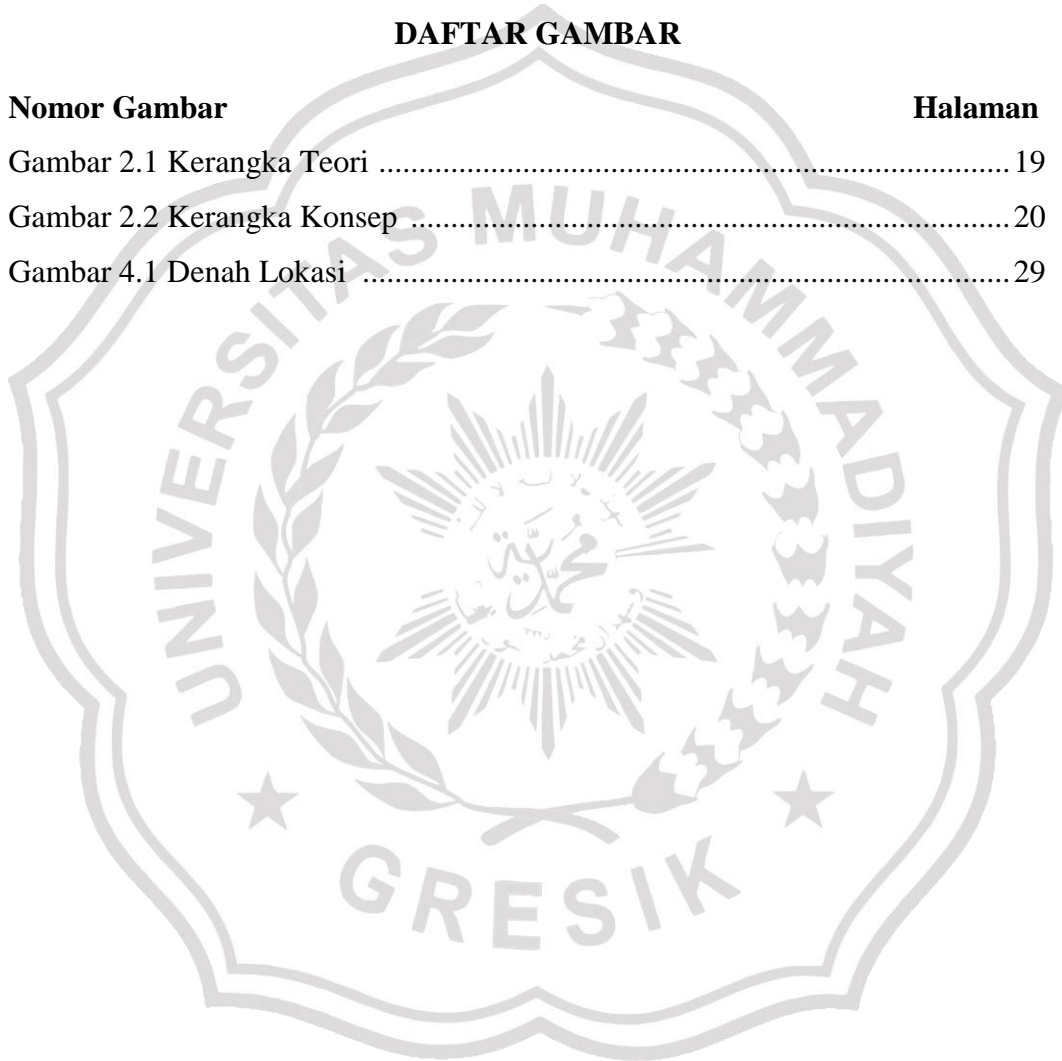 DAFTAR GAMBAR
Nomor Gambar Halaman
Gambar 2.1 Kerangka Teori ........................................................................... 19
Gambar 2.2 Kerangka Konsep ....................................................................... 20
Gambar 4.1 Denah Lokasi ............................................................................. 29
UNIVERSITAS MUHAMMADIYAH
محمدية
GRESIK